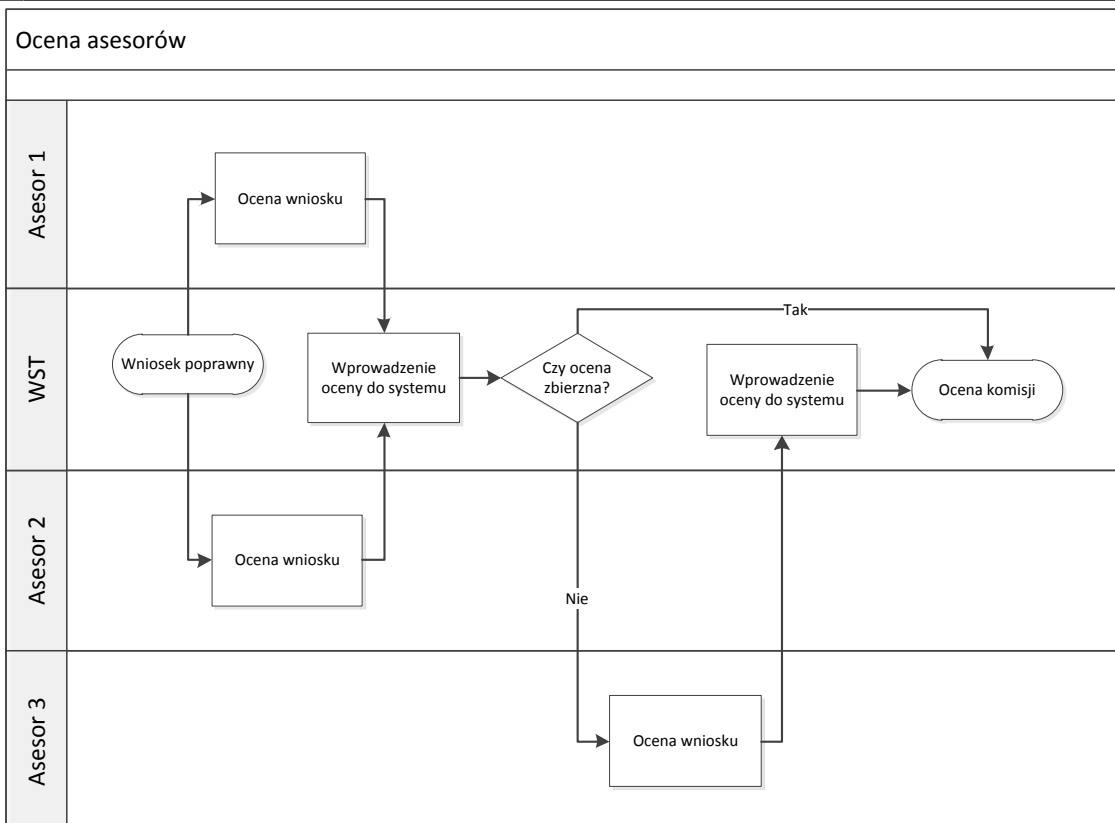 Ocena asesorów
Asesor 1
Ocena wniosku
WST
Wniosek poprawny
Wprowadzenie
oceny do systemu
Czy ocena
zbierzna?
Tak
Wprowadzenie
oceny do systemu
Ocena komisji
Asesor 2
Ocena wniosku
Nie
Asesor 3
Ocena wniosku